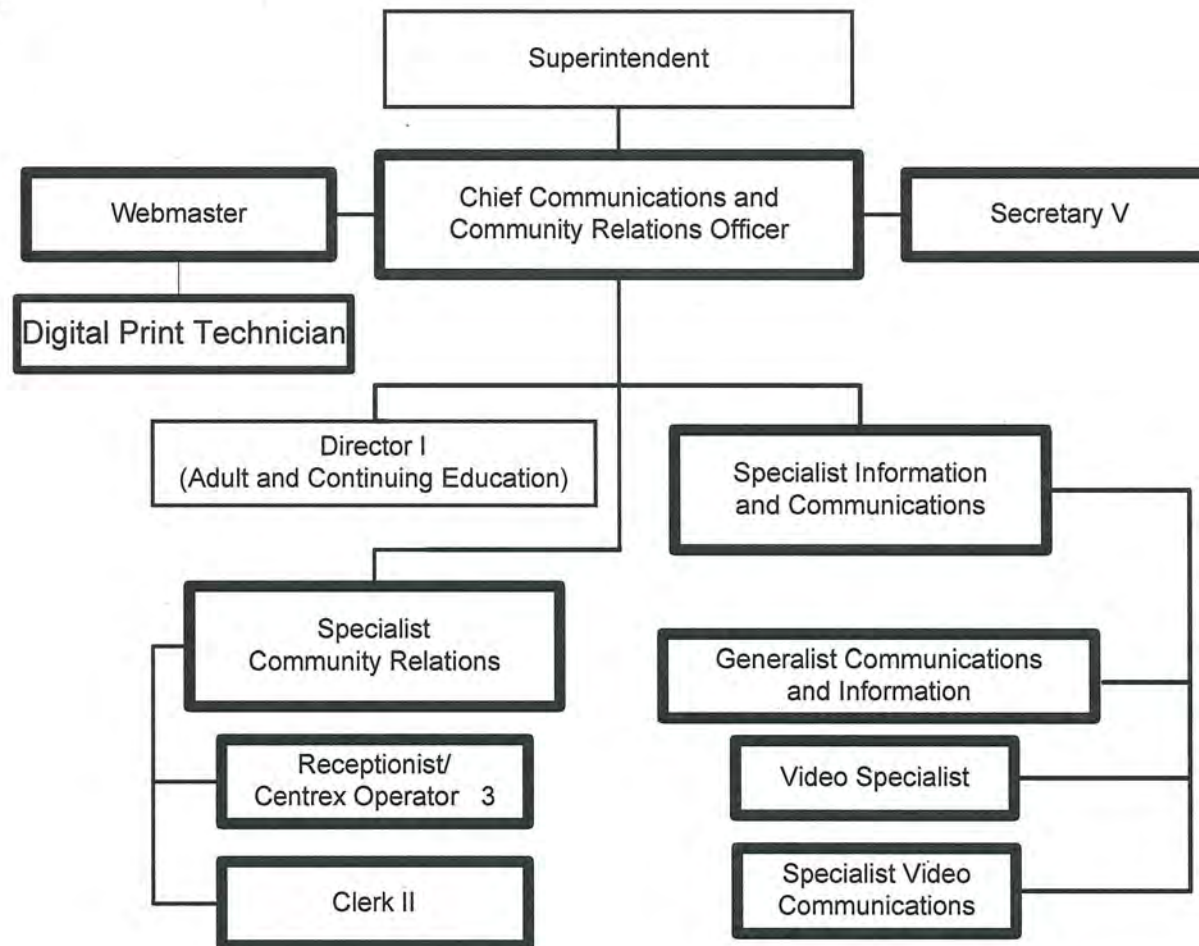 Superintendent
Chief Communications and
Community Relations Officer
Webmaster
Secretary V
Digital Print Technician
Director I
(Adult and Continuing Education)
Specialist Information
and Communications
Specialist
Community Relations
Generalist Communications
and Information
Receptionist/
Centrex Operator 3
Video Specialist
Clerk II
Specialist Video
Communications